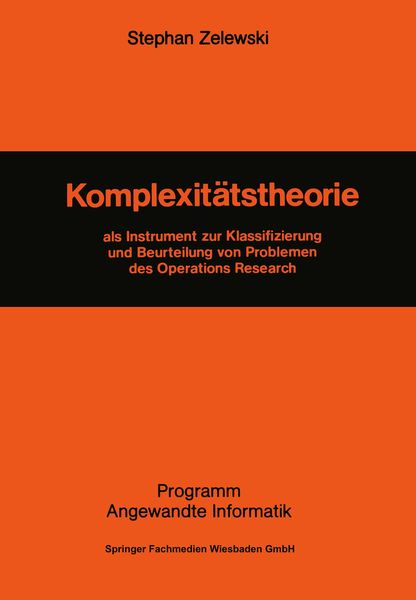 Stephan Zelewski
Komplexitätstheorie
als Instrument zur Klassifizierung
und Beurteilung von Problemen
des Operations Research
Programm
Angewandte Informatik
Springer Fachmedien Wiesbaden GmbH